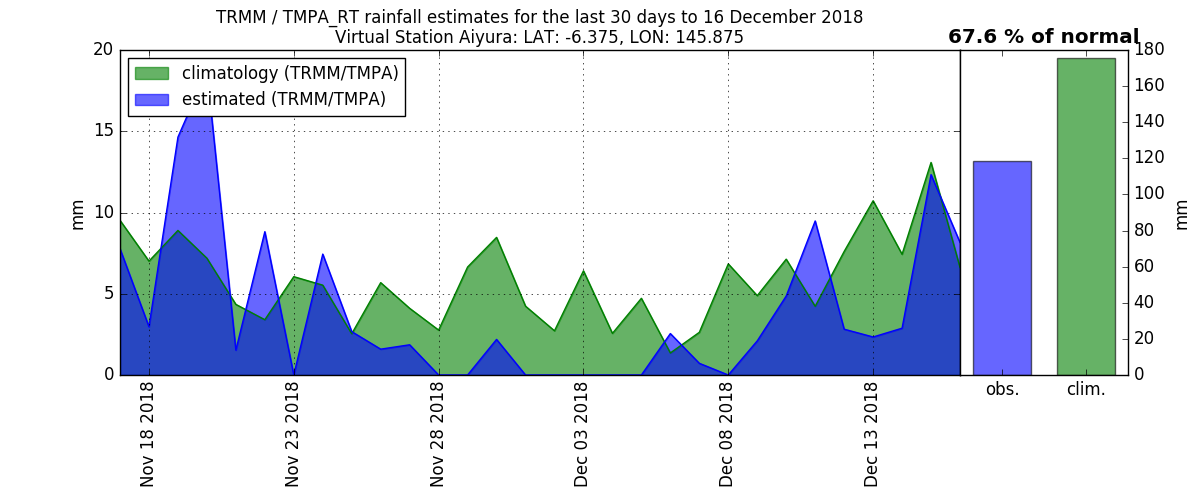 TRMM / TMPA_RT rainfall estimates for the last 30 days to 16 December 2018
Virtual Station Aiyura: LAT: -6.375, LON: 145.875
67.6 % of normal
climatology (TRMM/TMPA)
estimated (TRMM/TMPA)
20
15
10
5
0
mm
Nov 18 2018
Nov 23 2018
Nov 28 2018
Dec 03 2018
Dec 08 2018
Dec 13 2018
obs.
clim.
180
160
140
120
100
80
60
40
20
0
mm